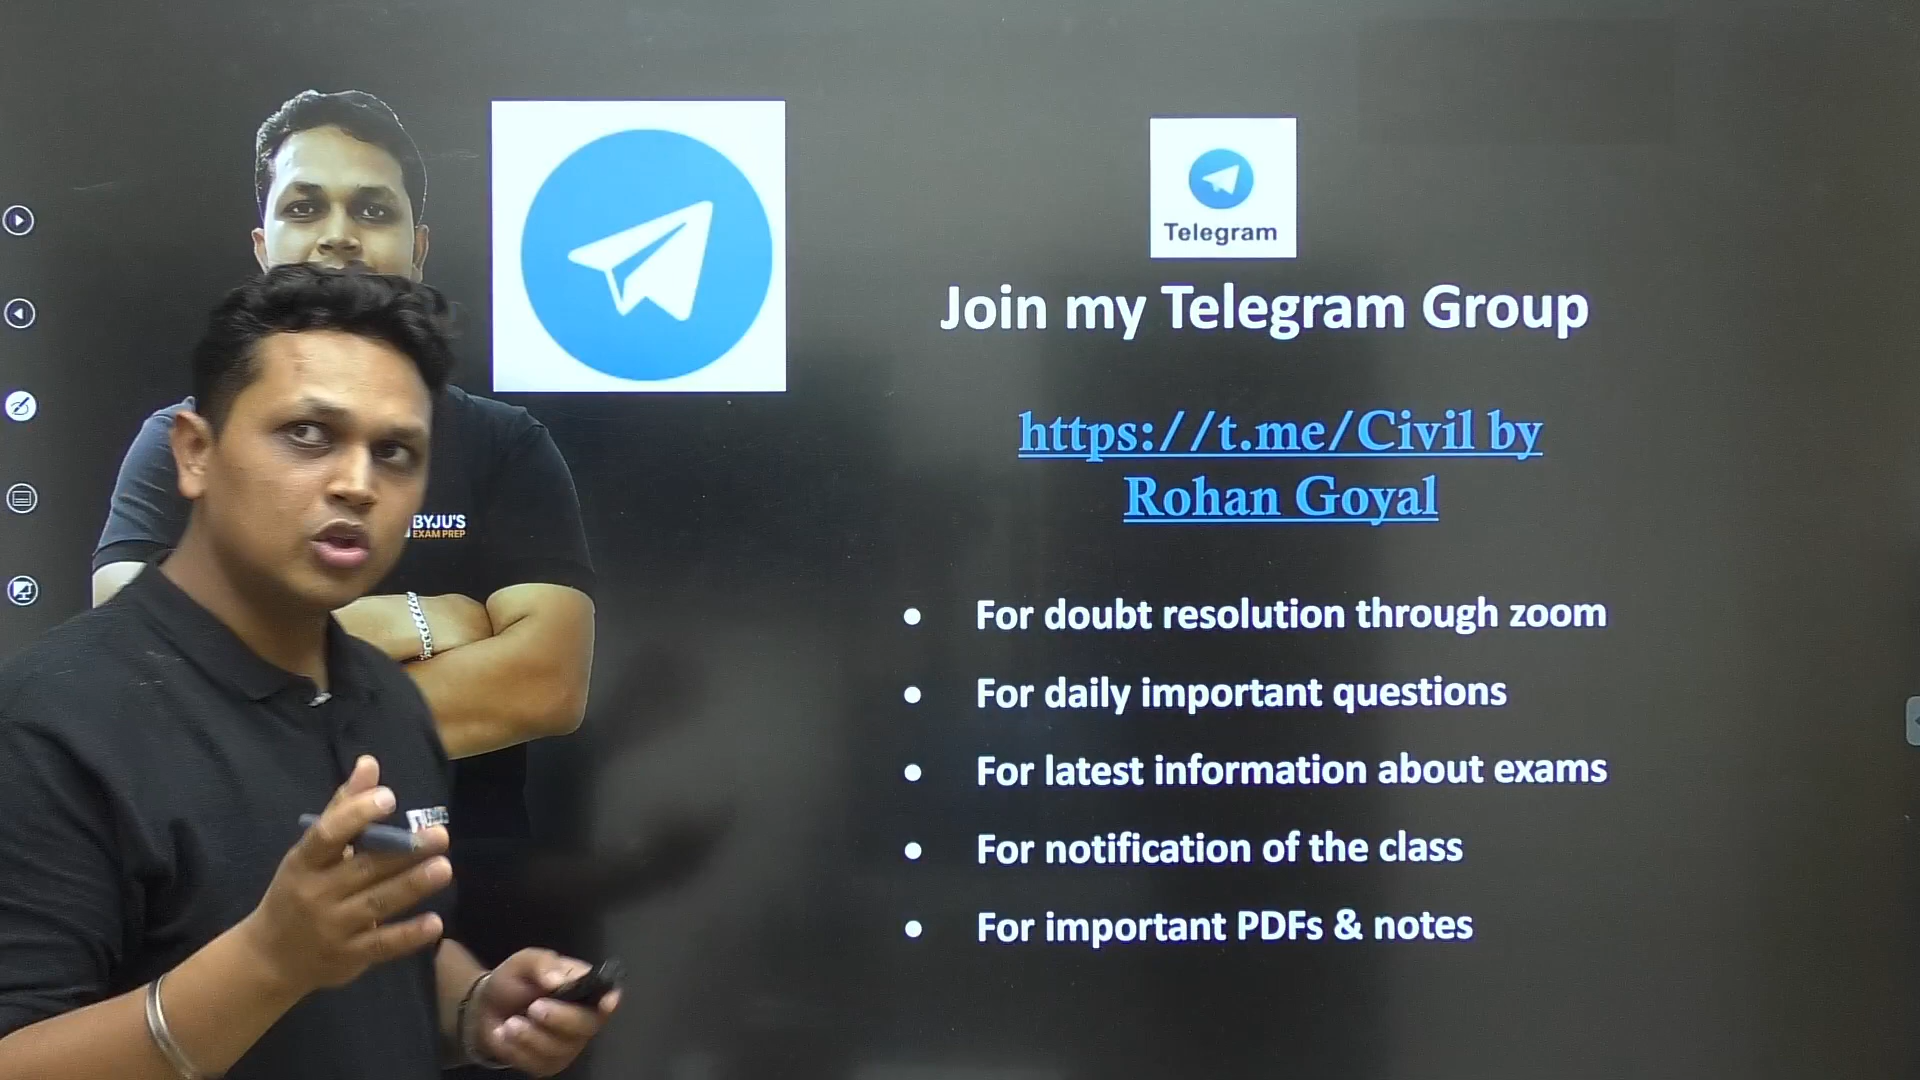 Telegram
Join my Telegram Group
https://t.me/Civil by
Rohan Goyal
BYJU'S
EXAM PREP
• For doubt resolution through zoom
• For daily important questions
• For latest information about exams
• For notification of the class
• For important PDFs & notes